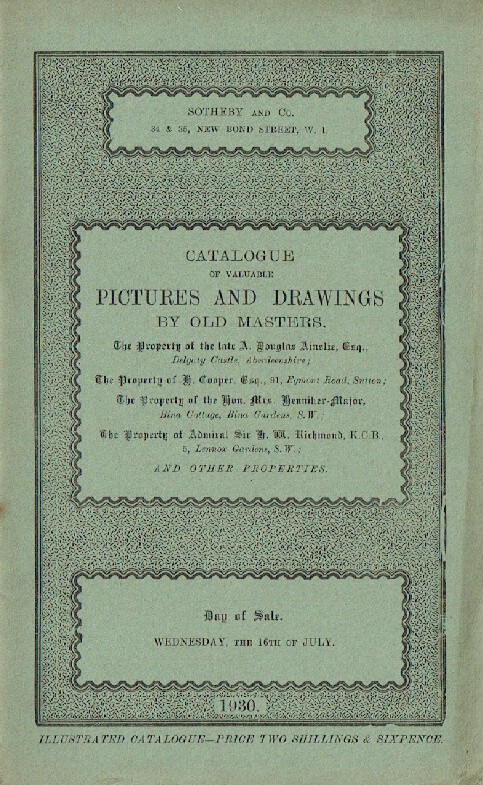 SOTHEBY AND CO.
34 & 35, NEW BOND STREET, W. 1
CATALOGUE
OF VALUABLE
PICTURES AND DRAWINGS
BY OLD MASTERS.
The Property of the late A. Douglas Ainslie, Esq.,
Delgaty Castle, Aberdeenshire;
The Property of H. Cooper, Esq., 91, Egmont Road, Sutton;
The Property of the Hon. Mrs. Henniker-Major,
Bina Cottage, Bina Gardens, S.W.;
The Property of Admiral Sir H. W. Richmond, K.C.B.,
5, Lennox Gardens, S.W.;
AND OTHER PROPERTIES.
Day of Sale.
WEDNESDAY, THE 16TH OF JULY.
1930.
ILLUSTRATED CATALOGUE—PRICE TWO SHILLINGS & SIXPENCE.